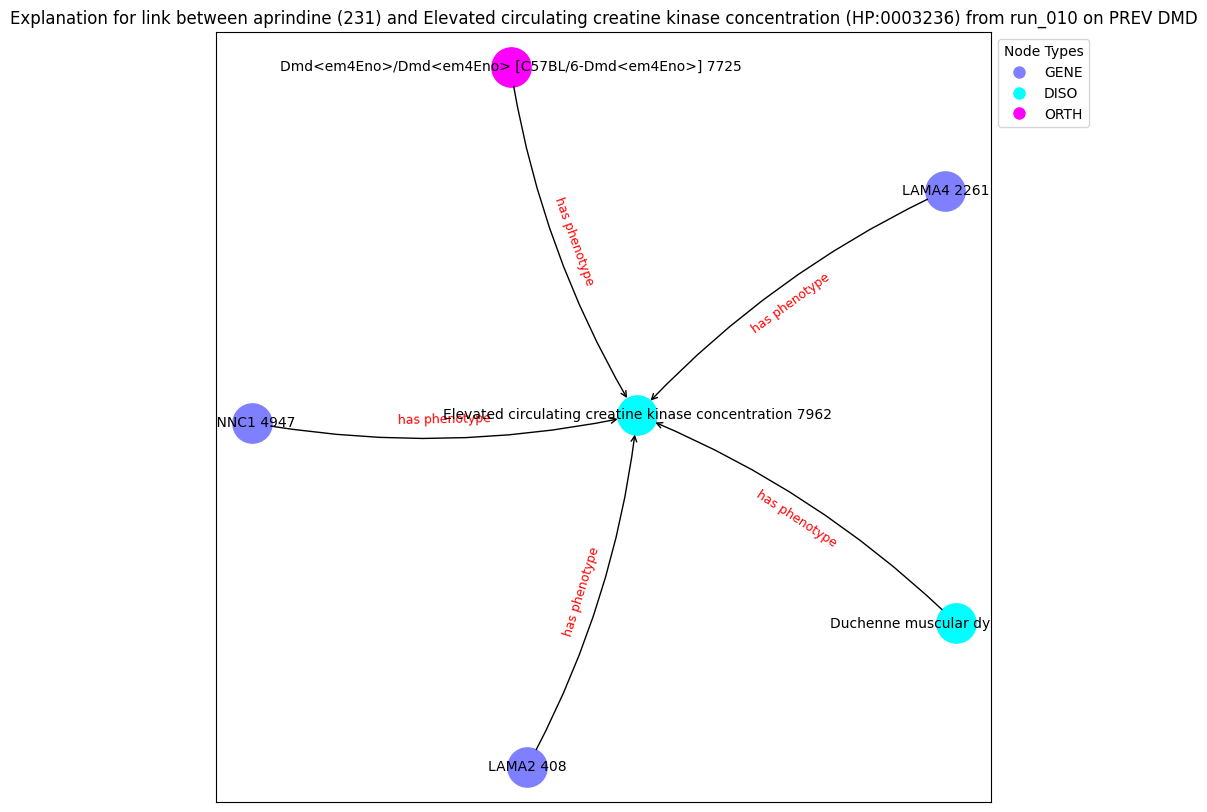 Explanation for link between aprindine (231) and Elevated circulating creatine kinase concentration (HP:0003236) from run_010 on PREV DMD
Node Types
GENE
DISO
ORTH
Dmd<em4Eno>/Dmd<em4Eno> [C57BL/6-Dmd<em4Eno>] 7725
LAMA4 2261
has phenotype
has phenotype
NNC1 4947
has phenotype
Elevated circulating creatine kinase concentration 7962
has phenotype
has phenotype
Duchenne muscular dy
LAMA2 408